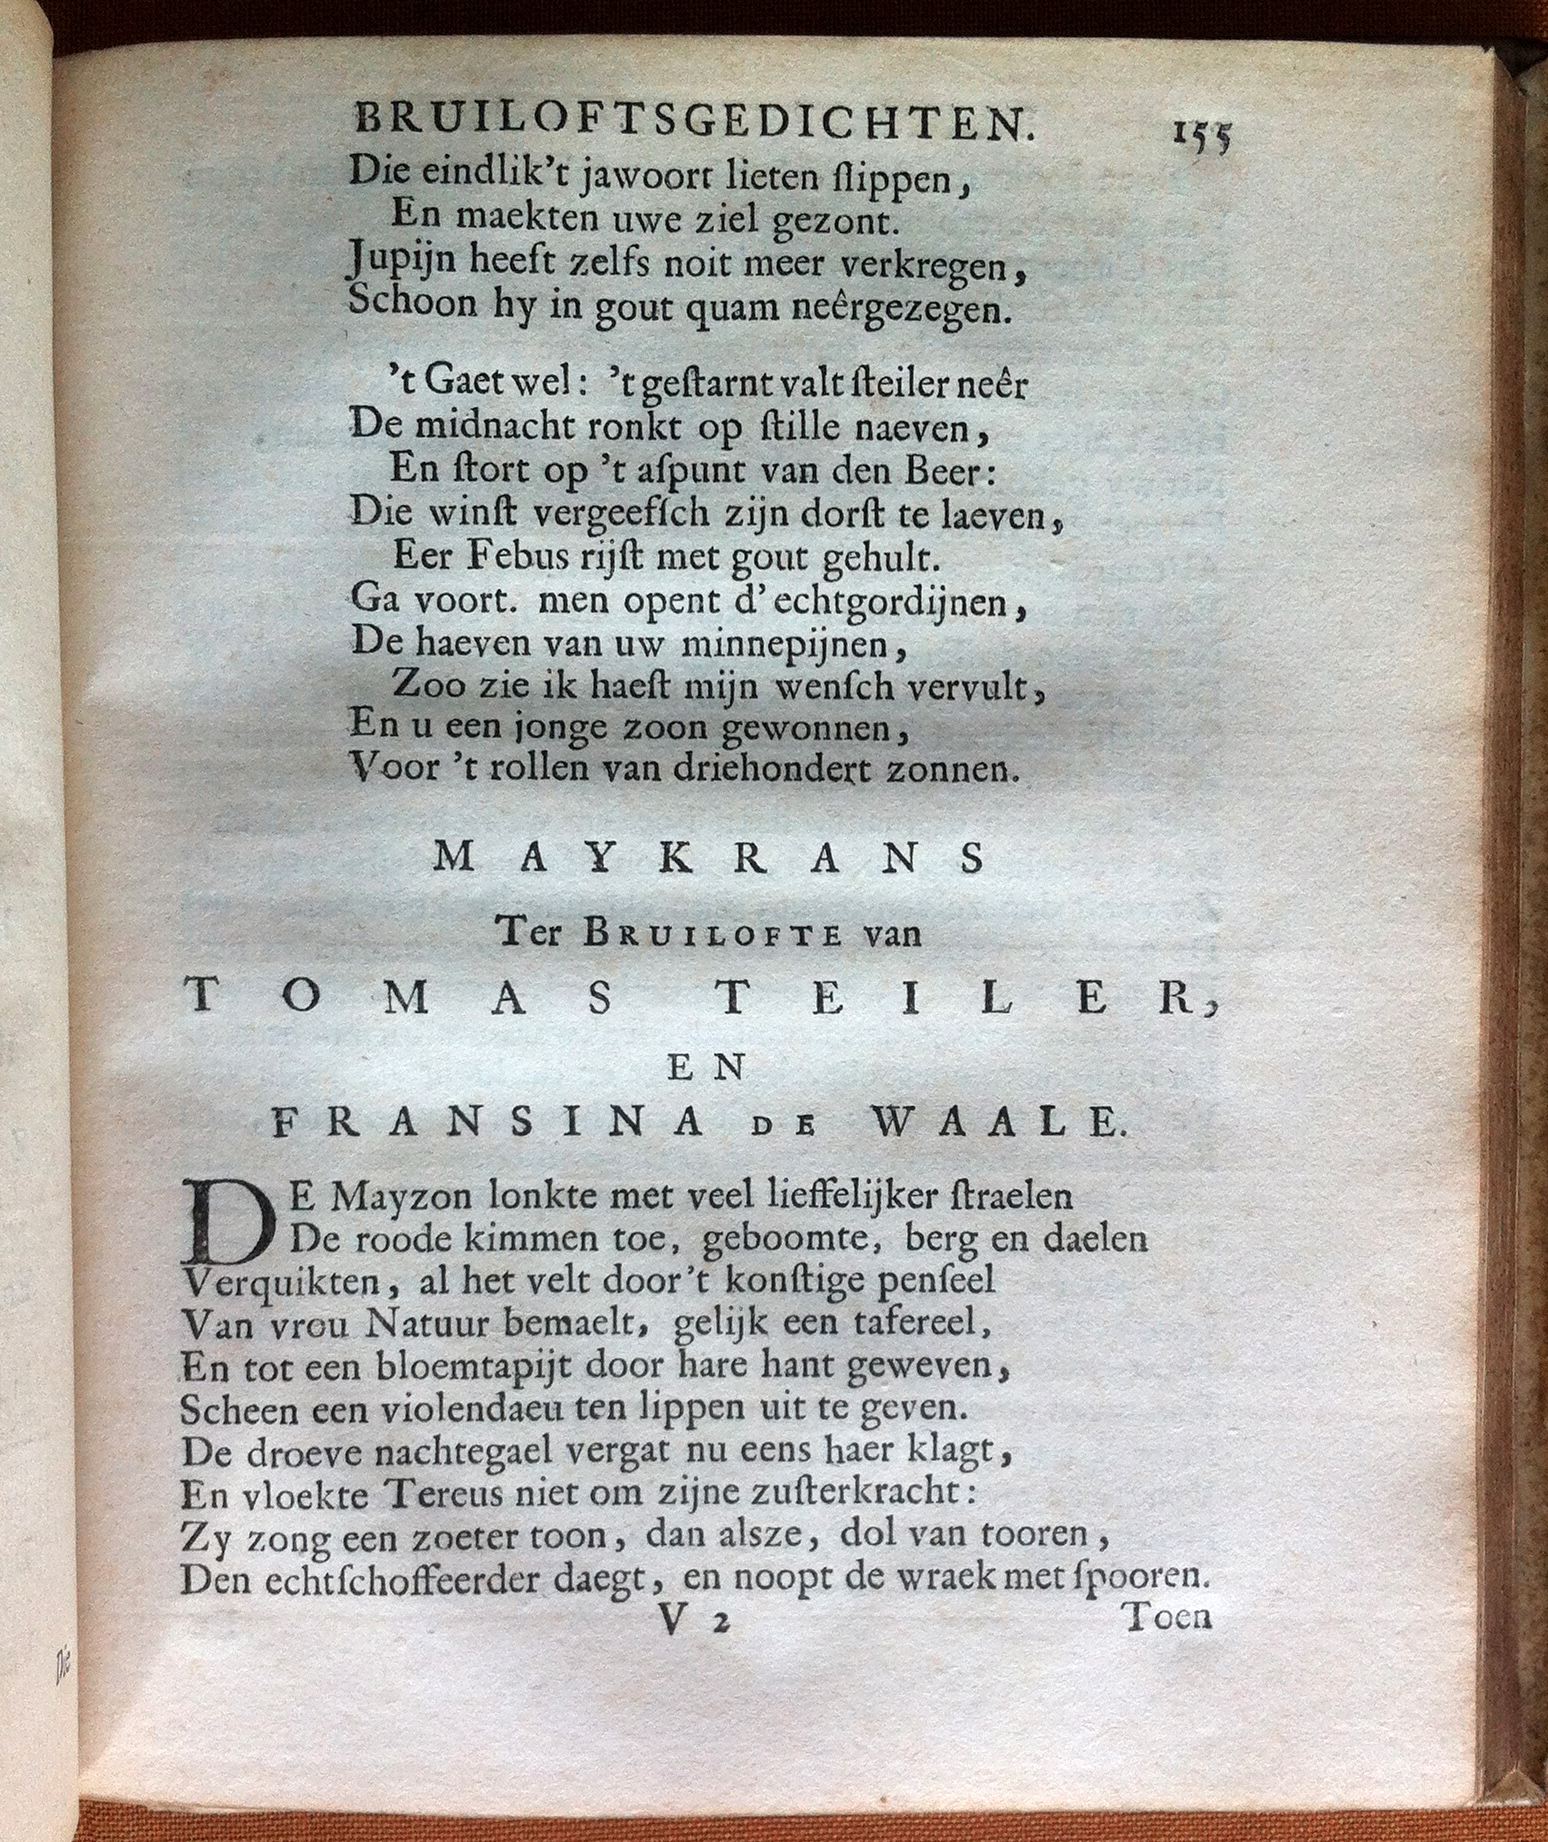 BRUILOFTSGEDICHTEN. 155
Die eindlik't jawoort lieten ſlippen,
En maekten uwe ziel gezont.
Jupijn heeft zelfs noit meer verkregen,
Schoon hy in gout quam neêrgezegen.
't Gaet wel: 't geſtarnt valt ſteiler neêr
De midnacht ronkt op ſtille naeven,
En ſtort op 't aſpunt van den Beer:
Die winſt vergeefſch zijn dorſt te laeven,
Eer Febus rijſt met gout gehult.
Ga voort. men opent d' echtgordijnen,
De haeven van uw minnepijnen,
Zoo zie ik haeſt mijn wenſch vervult,
En u een jonge zoon gewonnen,
Voor 't rollen van driehondert zonnen.
MAYKRANS
Ter BRUILOFTE van
TOMAS TEILER,
EN
FRANSINA DE WAALE.
DE Mayzon lonkte met veel lieffelijker ſtraelen
De roode kimmen toe, geboomte, berg en daelen
Verquikten, al het velt door 't konſtige penſeel
Van vrou Natuur bemaelt, gelijk een tafereel,
En tot een bloemtapijt door hare hant geweven,
Scheen een violendaeu ten lippen uit te geven.
De droeve nachtegael vergat nu eens haer klagt,
En vloekte Tereus niet om zijne zuſterkracht:
Zy zong een zoeter toon, dan alsze, dol van tooren,
Den echtſchoffeerder daegt, en noopt de wraek met ſpooren.
V 2 Toen
Die